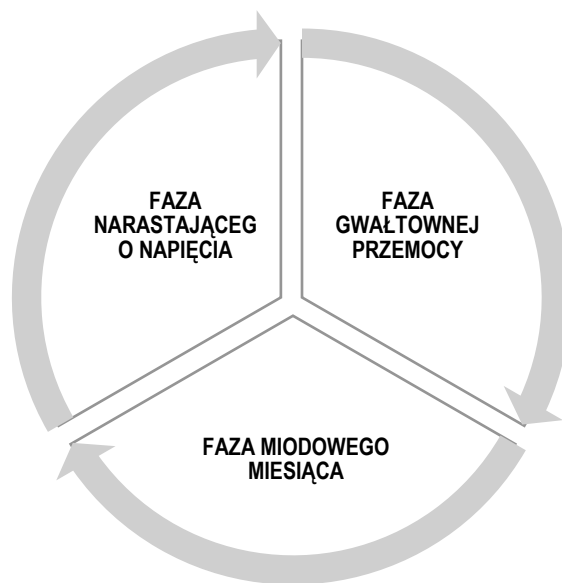 FAZA
NARASTAJĄCEG
O NAPIĘCIA
FAZA
GWAŁTOWNEJ
PRZEMOCY
FAZA MIODOWEGO
MIESIĄCA